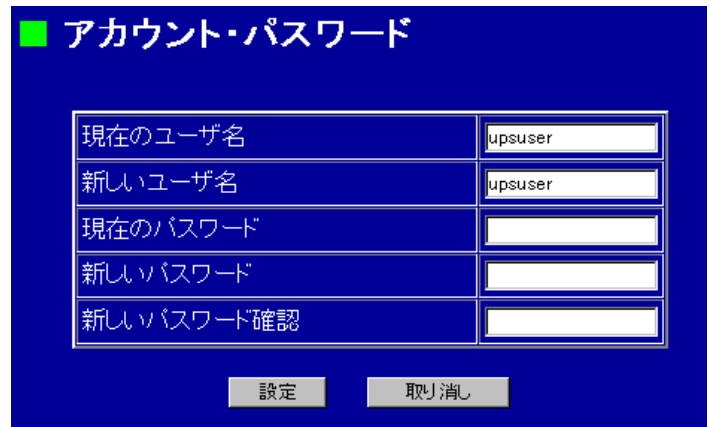 アカウント・パスワード
現在のユーザ名 upsuser
新しいユーザ名 upsuser
現在のパスワード
新しいパスワード
新しいパスワード確認
設定 取り消し